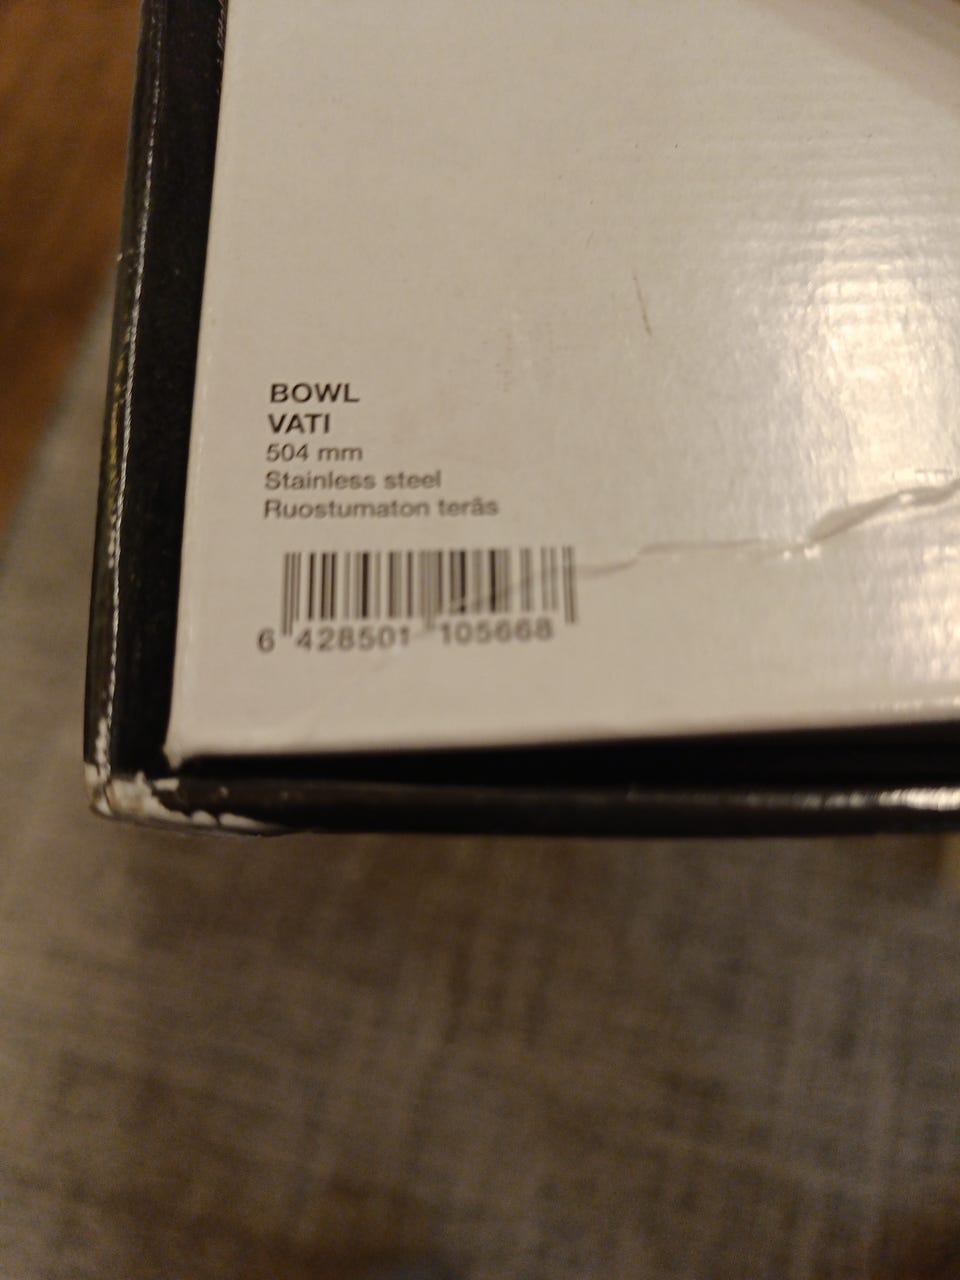 BOWL
VATI
504 mm
Stainless steel
Ruostumaton teräs
6 428501 105668